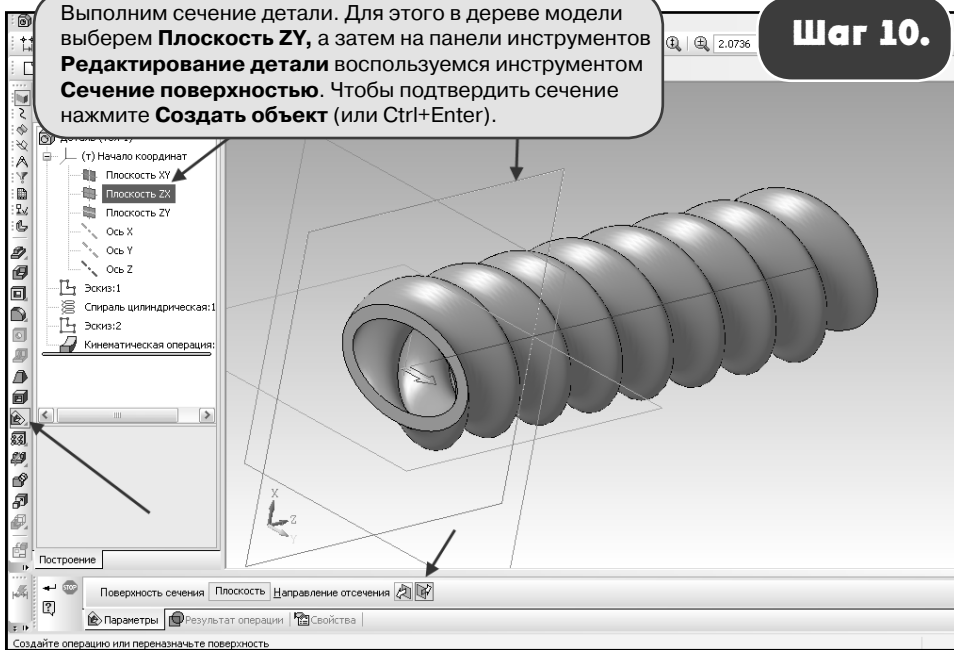 Выполним сечение детали. Для этого в дереве модели
выберем Плоскость ZY, а затем на панели инструментов
Редактирование детали воспользуемся инструментом
Сечение поверхностью. Чтобы подтвердить сечение
нажмите Создать объект (или Ctrl+Enter).
Шаг 10.
2.0736
(т) Начало координат
Плоскость XY
Плоскость ZX
Плоскость ZY
Ось X
Ось Y
Ось Z
Эскиз:1
Спираль цилиндрическая:1
Эскиз:2
Кинематическая операция:
X
Z
Y
Построение
STOP
Поверхность сечения Плоскость Направление отсечения
Параметры Результат операции Свойства
Создайте операцию или переназначьте поверхность